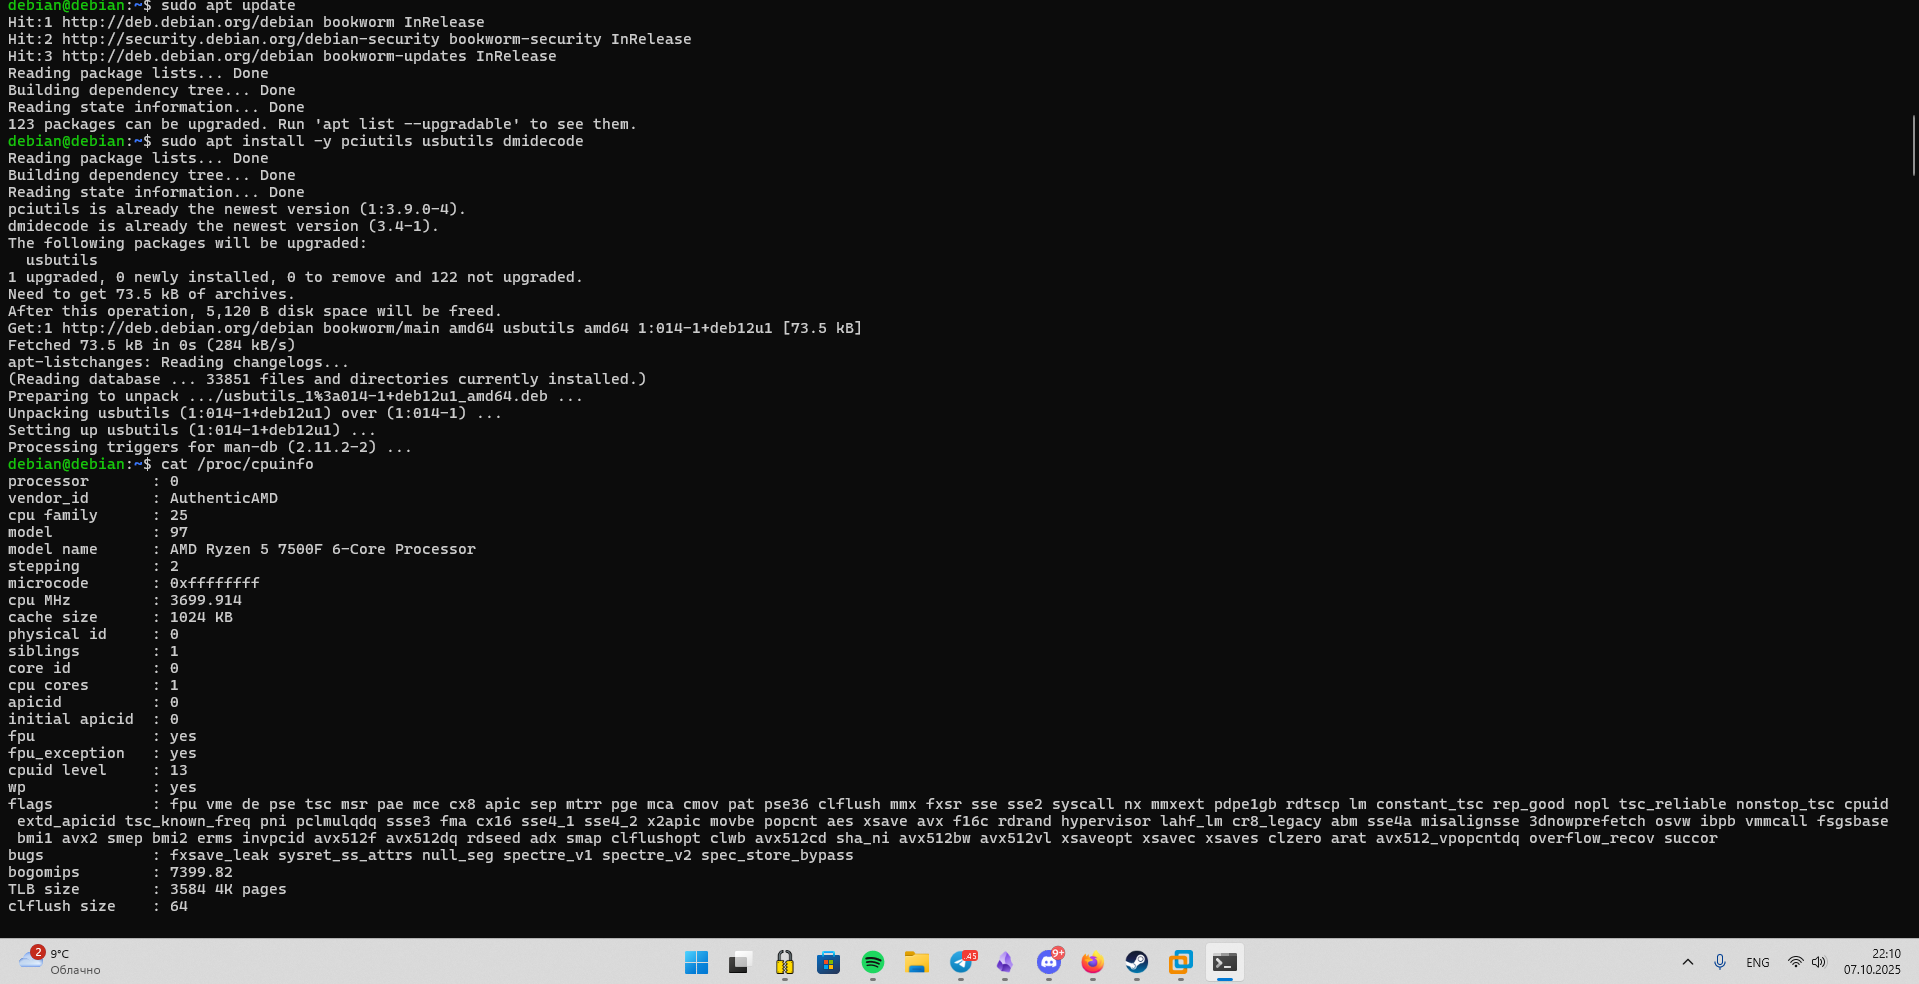 debian@debian:~$ sudo apt update
Hit:1 http://deb.debian.org/debian bookworm InRelease
Hit:2 http://security.debian.org/debian-security bookworm-security InRelease
Hit:3 http://deb.debian.org/debian bookworm-updates InRelease
Reading package lists... Done
Building dependency tree... Done
Reading state information... Done
123 packages can be upgraded. Run 'apt list --upgradable' to see them.
debian@debian:~$ sudo apt install -y pciutils usbutils dmidecode
Reading package lists... Done
Building dependency tree... Done
Reading state information... Done
pciutils is already the newest version (1:3.9.0-4).
dmidecode is already the newest version (3.4-1).
The following packages will be upgraded:
  usbutils
1 upgraded, 0 newly installed, 0 to remove and 122 not upgraded.
Need to get 73.5 kB of archives.
After this operation, 5,120 B disk space will be freed.
Get:1 http://deb.debian.org/debian bookworm/main amd64 usbutils amd64 1:014-1+deb12u1 [73.5 kB]
Fetched 73.5 kB in 0s (284 kB/s)
apt-listchanges: Reading changelogs...
(Reading database ... 33851 files and directories currently installed.)
Preparing to unpack .../usbutils_1%3a014-1+deb12u1_amd64.deb ...
Unpacking usbutils (1:014-1+deb12u1) over (1:014-1) ...
Setting up usbutils (1:014-1+deb12u1) ...
Processing triggers for man-db (2.11.2-2) ...
debian@debian:~$ cat /proc/cpuinfo
processor       : 0
vendor_id       : AuthenticAMD
cpu family      : 25
model           : 97
model name      : AMD Ryzen 5 7500F 6-Core Processor
stepping        : 2
microcode       : 0xffffffff
cpu MHz         : 3699.914
cache size      : 1024 KB
physical id     : 0
siblings        : 1
core id         : 0
cpu cores       : 1
apicid          : 0
initial apicid  : 0
fpu             : yes
fpu_exception   : yes
cpuid level     : 13
wp              : yes
flags           : fpu vme de pse tsc msr pae mce cx8 apic sep mtrr pge mca cmov pat pse36 clflush mmx fxsr sse sse2 syscall nx mmxext pdpe1gb rdtscp lm constant_tsc rep_good nopl tsc_reliable nonstop_tsc cpuid
 extd_apicid tsc_known_freq pni pclmulqdq ssse3 fma cx16 sse4_1 sse4_2 x2apic movbe popcnt aes xsave avx f16c rdrand hypervisor lahf_lm cr8_legacy abm sse4a misalignsse 3dnowprefetch osvw ibpb vmmcall fsgsbase
 bmi1 avx2 smep bmi2 erms invpcid avx512f avx512dq rdseed adx smap clflushopt clwb avx512cd sha_ni avx512bw avx512vl xsaveopt xsavec xsaves clzero arat avx512_vpopcntdq overflow_recov succor
bugs            : fxsave_leak sysret_ss_attrs null_seg spectre_v1 spectre_v2 spec_store_bypass
bogomips        : 7399.82
TLB size        : 3584 4K pages
clflush size    : 64
2
9°C
Облачно
.45
9+
ENG
22:10
07.10.2025